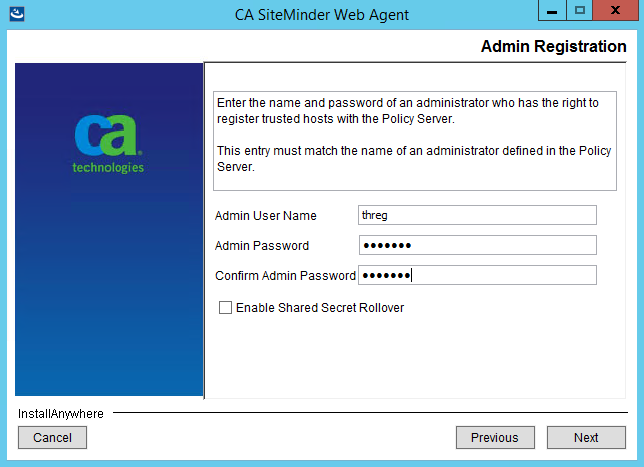 CA SiteMinder Web Agent
Admin Registration
ca
technologies
Enter the name and password of an administrator who has the right to
register trusted hosts with the Policy Server.
This entry must match the name of an administrator defined in the Policy
Server.
Admin User Name
threg
Admin Password
•••••••
Confirm Admin Password
•••••••
Enable Shared Secret Rollover
InstallAnywhere
Cancel
Previous
Next